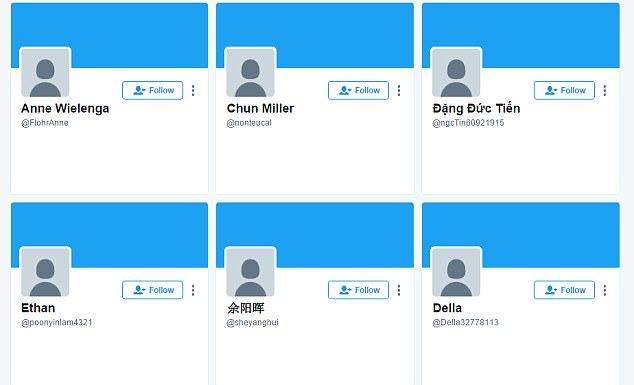 Follow
Anne Wielenga
@FlohrAnne
Follow
Chun Miller
@nonteucal
Follow
Đặng Đức Tiến
@ngcTin60921915
Follow
Ethan
@poonyinlam4321
Follow
余阳晖
@sheyanghui
Follow
Della
@Della32778113